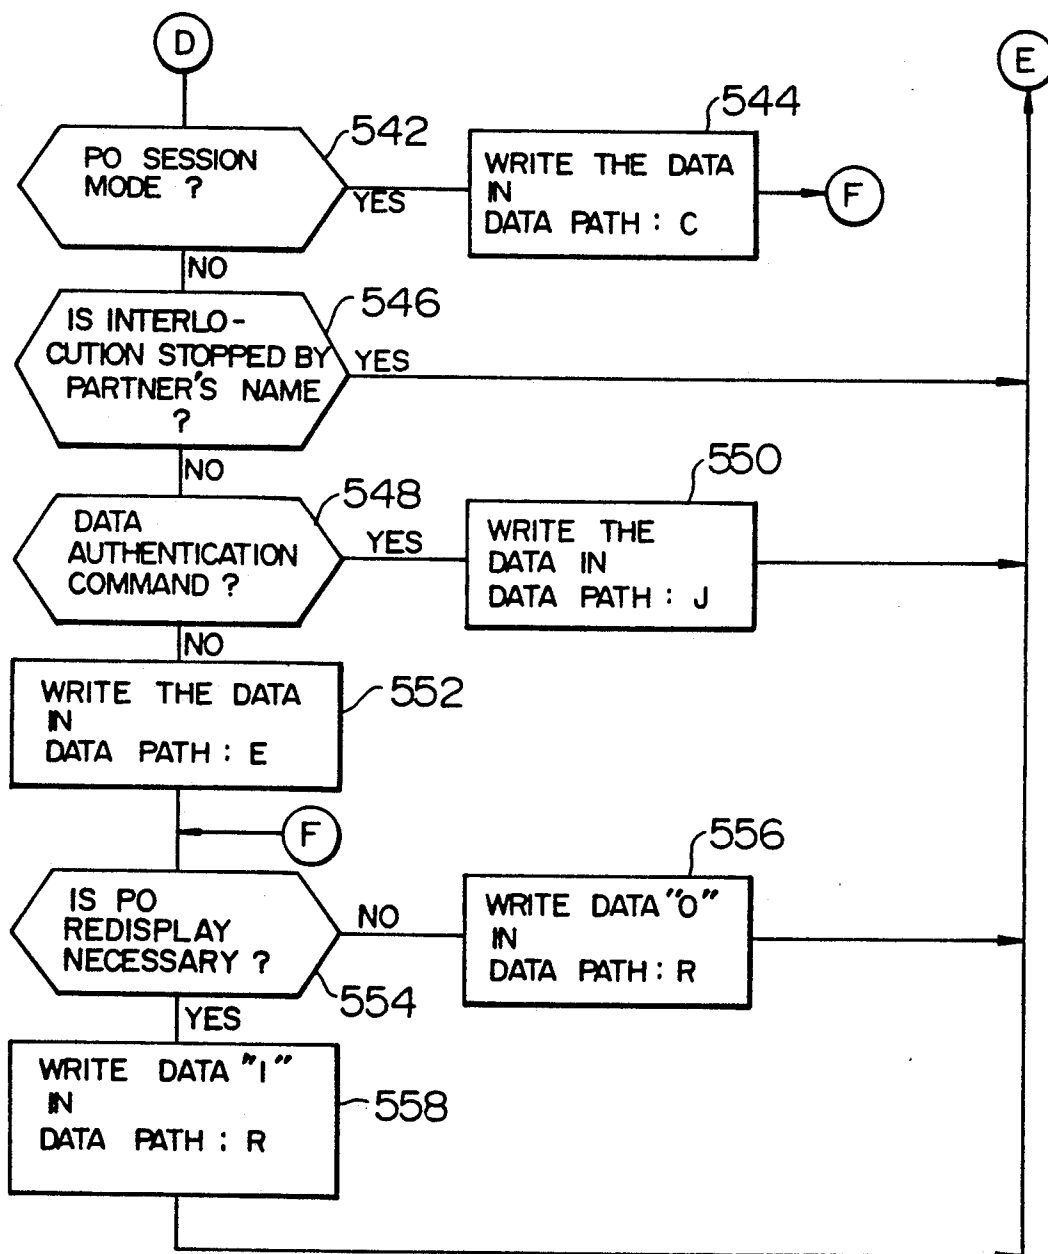 D
E
542
PO SESSION
MODE ?
YES
544
WRITE THE DATA
IN
DATA PATH : C
F
NO
546
IS INTERLO-
CUTION STOPPED BY
PARTNER'S NAME
?
YES
NO
548
DATA
AUTHENTICATION
COMMAND ?
YES
550
WRITE THE
DATA IN
DATA PATH : J
NO
552
WRITE THE DATA
IN
DATA PATH : E
F
IS PO
REDISPLAY
NECESSARY ?
554
NO
556
WRITE DATA "0"
IN
DATA PATH : R
YES
WRITE DATA "1"
IN
DATA PATH : R
558